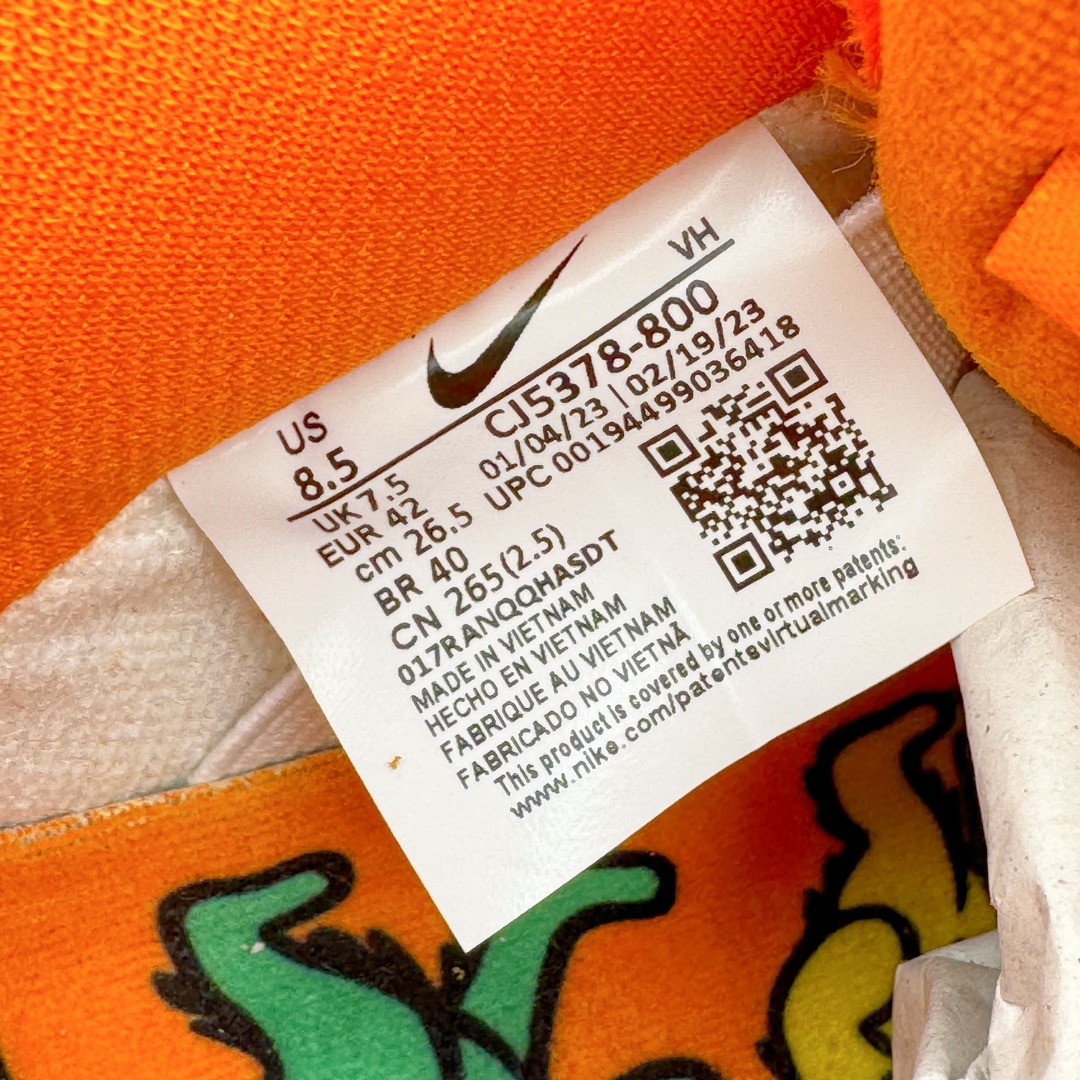 VH
US
8.5
CJ5378-800
UK 7.5
01/04/23 | 02/19/23
EUR 42
UPC 00194499036418
cm 26.5
BR 40
CN 265(2.5)
017RANQQHASDT
MADE IN VIETNAM
HECHO EN VIETNAM
FABRIQUE AU VIETNAM
FABRICADO NO VIETNÃ
This product is covered by one or more patents:
www.nike.com/patentsvirtualmarking